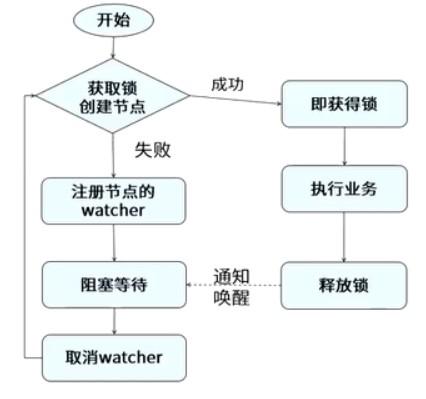 开始
获取锁
创建节点
成功
即获得锁
失败
注册节点的
watcher
执行业务
阻塞等待
通知
唤醒
释放锁
取消watcher